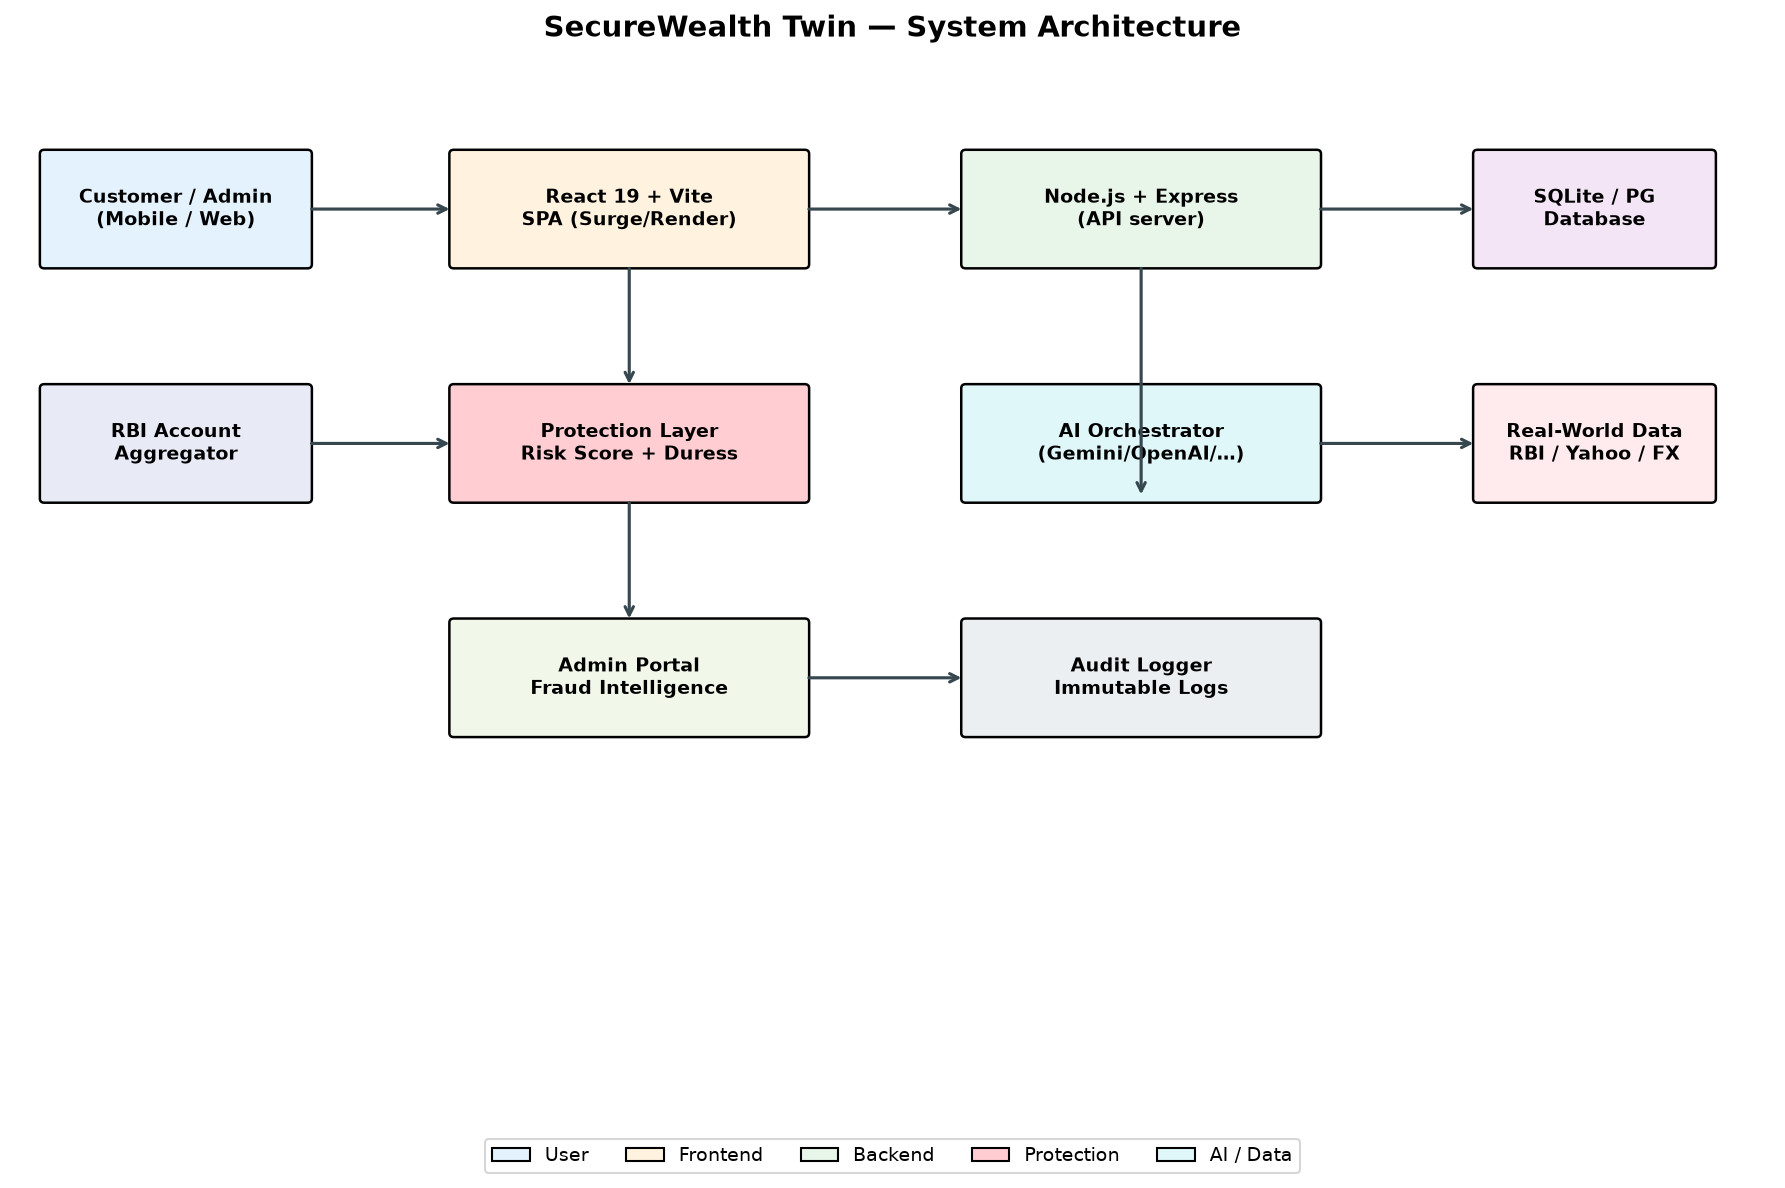 SecureWealth Twin — System Architecture
Customer / Admin
(Mobile / Web)
React 19 + Vite
SPA (Surge/Render)
Node.js + Express
(API server)
SQLite / PG
Database
RBI Account
Aggregator
Protection Layer
Risk Score + Duress
AI Orchestrator
(Gemini/OpenAI/…)
Real-World Data
RBI / Yahoo / FX
Admin Portal
Fraud Intelligence
Audit Logger
Immutable Logs
User
Frontend
Backend
Protection
AI / Data